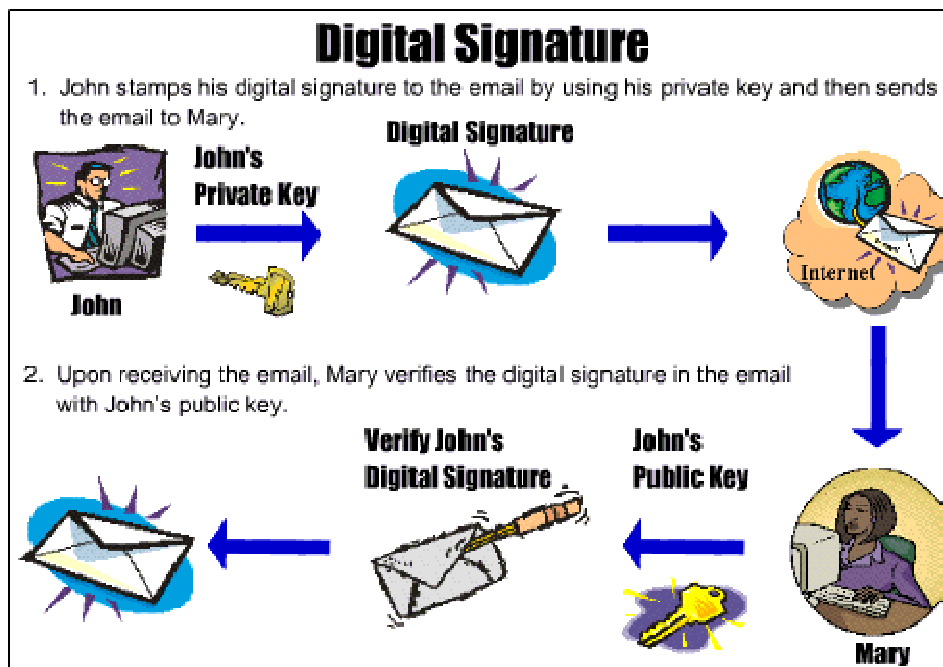 Digital Signature
1. John stamps his digital signature to the email by using his private key and then sends
the email to Mary.
Digital Signature
John's
Private Key
John
Internet
2. Upon receiving the email, Mary verifies the digital signature in the email
with John's public key.
Verify John's
Digital Signature
John's
Public Key
Mary